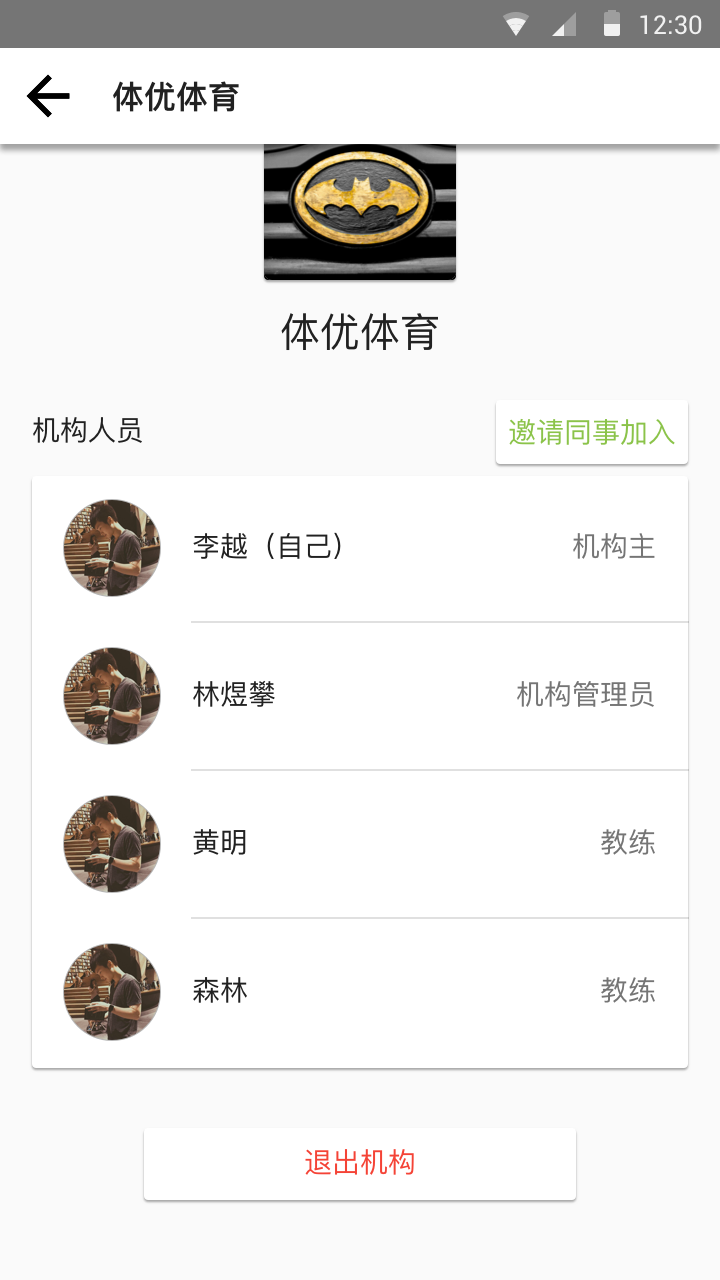 12:30
体优体育
体优体育
机构人员
邀请同事加入
李越（自己） 机构主
林煜攀 机构管理员
黄明 教练
森林 教练
退出机构